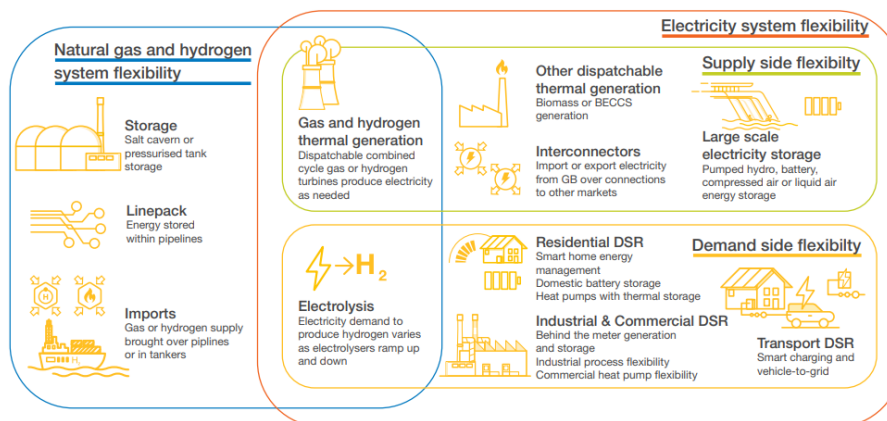 Electricity system flexibility
Natural gas and hydrogen
system flexibility
Storage
Salt cavern or
pressurised tank
storage
Linepack
Energy stored
within pipelines
Imports
Gas or hydrogen supply
brought over piplines
or in tankers
Gas and hydrogen
thermal generation
Dispatchable combined
cycle gas or hydrogen
turbines produce electricity
as needed
Supply side flexibilty
Other dispatchable
thermal generation
Biomass or BECCS
generation
Interconnectors
Import or export electricity
from GB over connections
to other markets
Large scale
electricity storage
Pumped hydro, battery,
compressed air or liquid air
energy storage
H₂
Electrolysis
Electricity demand to
produce hydrogen varies
as electrolysers ramp up
and down
Demand side flexibilty
Residential DSR
Smart home energy
management
Domestic battery storage
Heat pumps with thermal storage
Industrial & Commercial DSR
Behind the meter generation
and storage
Industrial process flexibility
Commercial heat pump flexibility
Transport DSR
Smart charging and
vehicle-to-grid
H
H